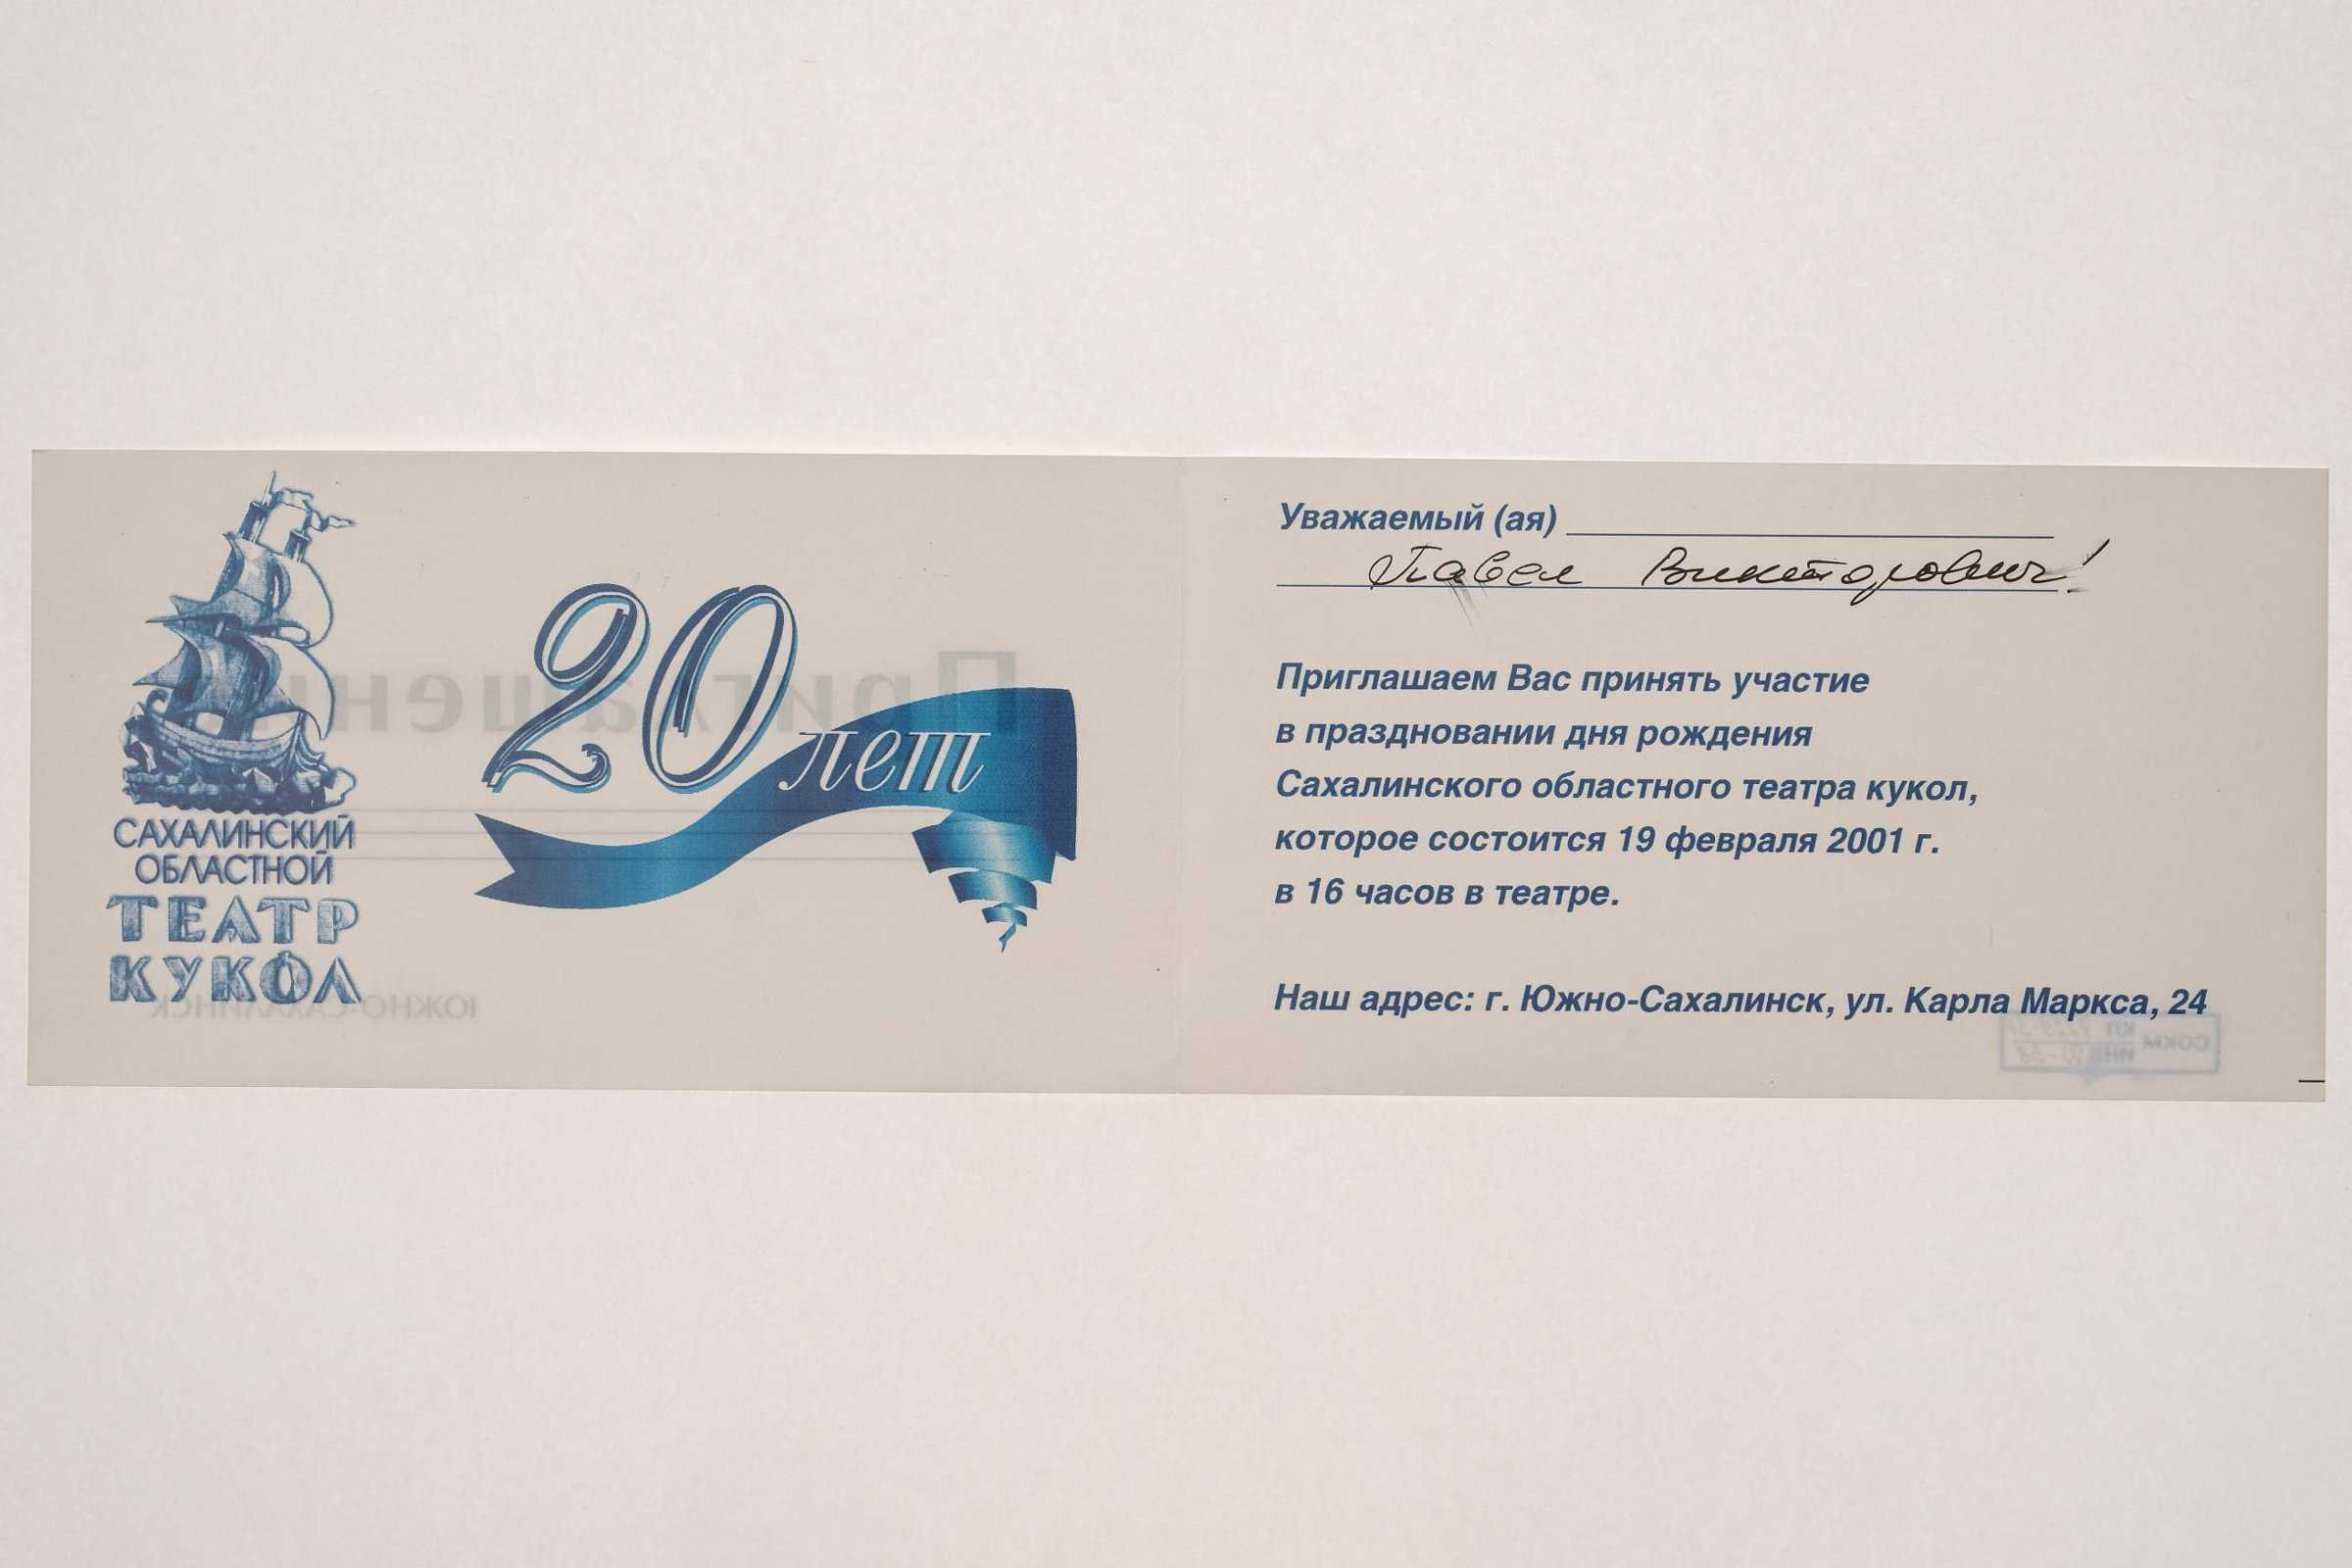 САХАЛИНСКИЙ
ОБЛАСТНОЙ
ТЕАТР
КУКОЛ
20 лет
Уважаемый (ая)
Павел Викторович!
Приглашаем Вас принять участие
в праздновании дня рождения
Сахалинского областного театра кукол,
которое состоится 19 февраля 2001 г.
в 16 часов в театре.
Наш адрес: г. Южно-Сахалинск, ул. Карла Маркса, 24